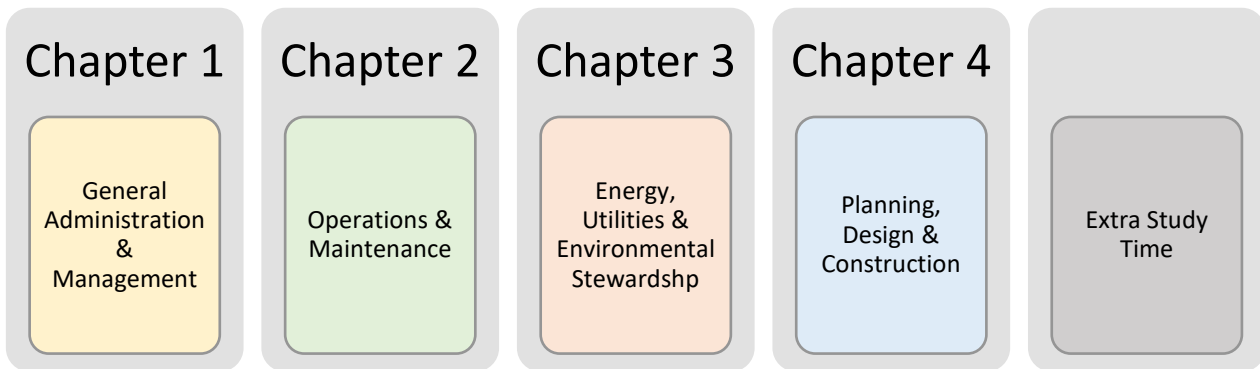 Chapter 1
General
Administration
&
Management
Chapter 2
Operations &
Maintenance
Chapter 3
Energy,
Utilities &
Environmental
Stewardshp
Chapter 4
Planning,
Design &
Construction
Extra Study
Time